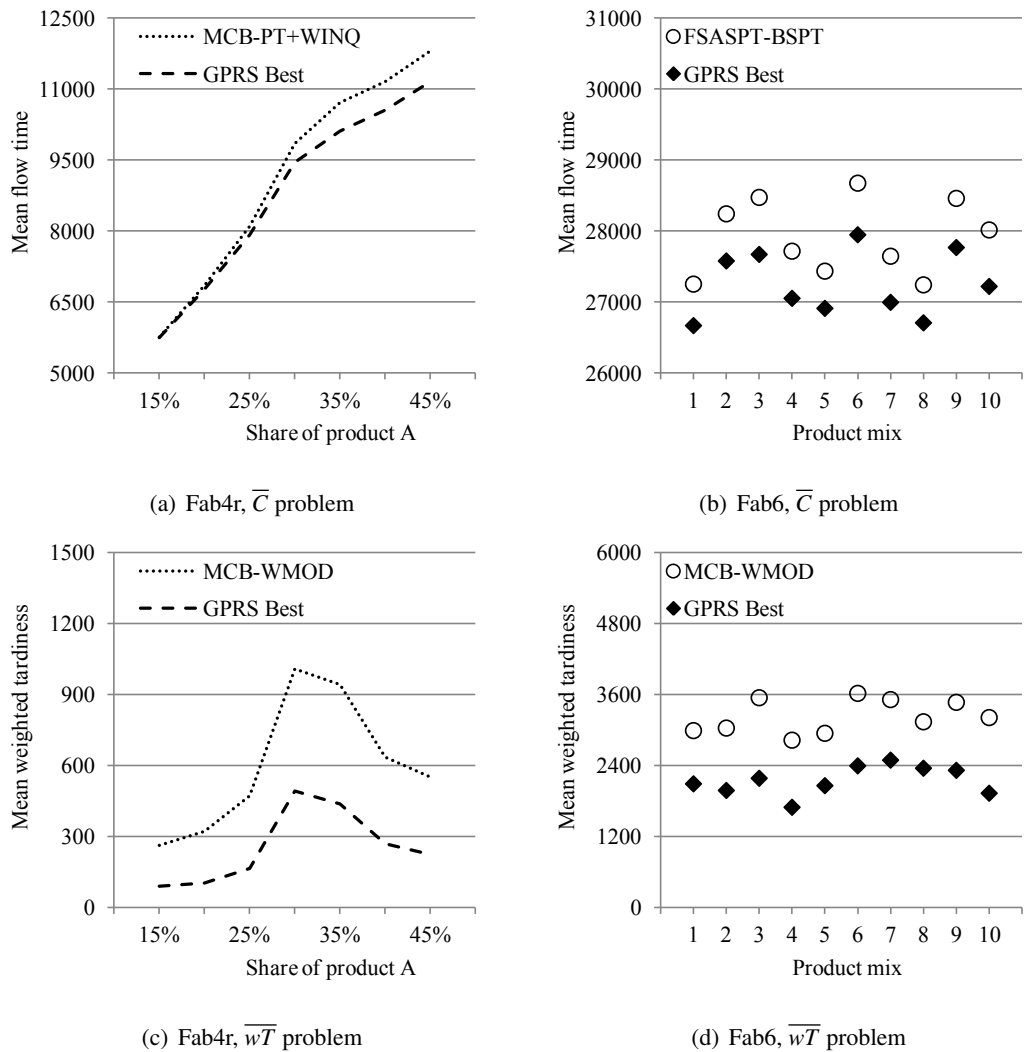 12500
11000
9500
8000
6500
5000
Mean flow time
MCB-PT+WINQ
GPRS Best
15% 25% 35% 45%
Share of product A
(a) Fab4r, C̅ problem
31000
30000
29000
28000
27000
26000
Mean flow time
FSASPT-BSPT
GPRS Best
1 2 3 4 5 6 7 8 9 10
Product mix
(b) Fab6, C̅ problem
1500
1200
900
600
300
0
Mean weighted tardiness
MCB-WMOD
GPRS Best
15% 25% 35% 45%
Share of product A
(c) Fab4r, w̅T̅ problem
6000
4800
3600
2400
1200
0
Mean weighted tardiness
MCB-WMOD
GPRS Best
1 2 3 4 5 6 7 8 9 10
Product mix
(d) Fab6, w̅T̅ problem